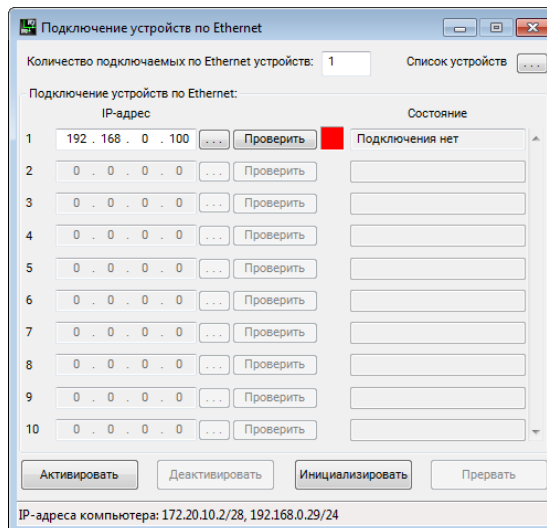 Подключение устройств по Ethernet
Количество подключаемых по Ethernet устройств: 1 Список устройств ...
Подключение устройств по Ethernet:
IP-адрес Состояние
1 192 . 168 . 0 . 100 ... Проверить Подключения нет
2 0 . 0 . 0 . 0 ... Проверить
3 0 . 0 . 0 . 0 ... Проверить
4 0 . 0 . 0 . 0 ... Проверить
5 0 . 0 . 0 . 0 ... Проверить
6 0 . 0 . 0 . 0 ... Проверить
7 0 . 0 . 0 . 0 ... Проверить
8 0 . 0 . 0 . 0 ... Проверить
9 0 . 0 . 0 . 0 ... Проверить
10 0 . 0 . 0 . 0 ... Проверить
Активировать Деактивировать Инициализировать Прервать
IP-адреса компьютера: 172.20.10.2/28, 192.168.0.29/24